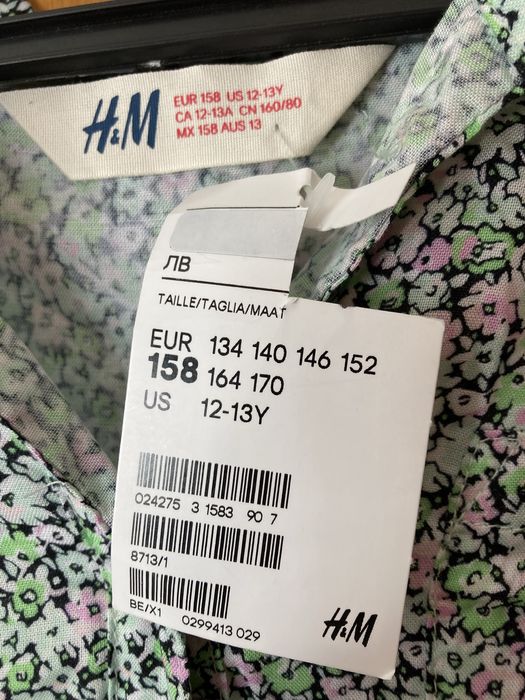 H&M
EUR 158 US 12-13Y
CA 12-13A CN 160/80
MX 158 AUS 13
ЛВ
TAILLE/TAGLIA/MAAT
EUR 134 140 146 152
158 164 170
US 12-13Y
024275 3 1583 90 7
8713/1
BE/X1 0299413 029
H&M